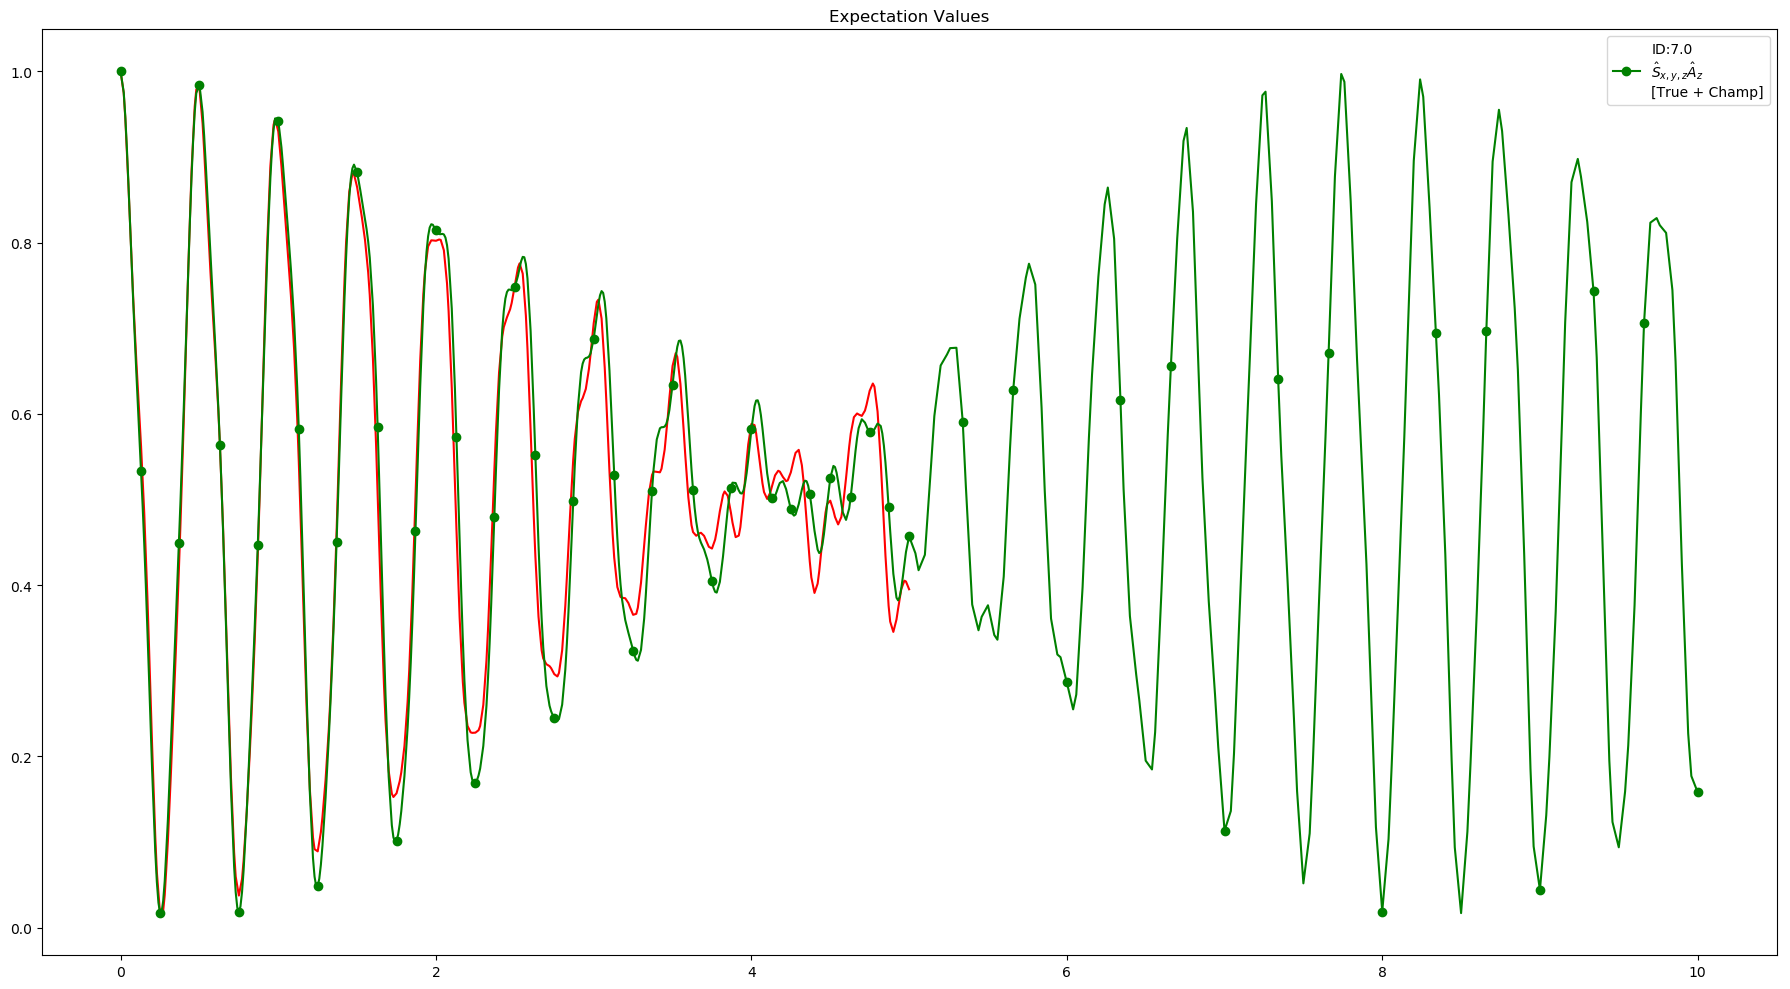 Expectation Values
ID:7.0
$\hat{S}_{x,y,z}\hat{A}_z$
[True + Champ]
1.0
0.8
0.6
0.4
0.2
0.0
0 2 4 6 8 10